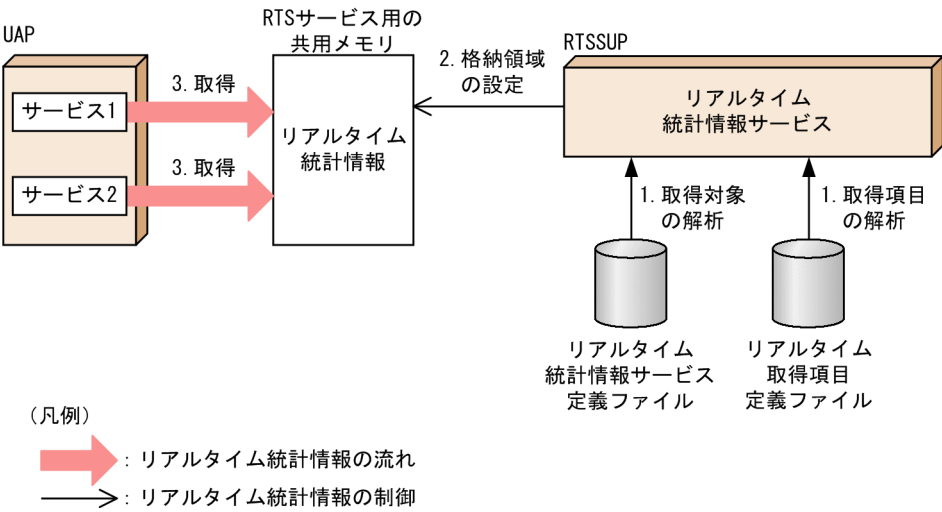 UAP
サービス1
サービス2
3. 取得
3. 取得
RTSサービス用の
共用メモリ
リアルタイム
統計情報
2. 格納領域
の設定
RTSSUP
リアルタイム
統計情報サービス
1. 取得対象
の解析
1. 取得項目
の解析
リアルタイム
統計情報サービス
定義ファイル
リアルタイム
取得項目
定義ファイル
(凡例)
: リアルタイム統計情報の流れ
: リアルタイム統計情報の制御